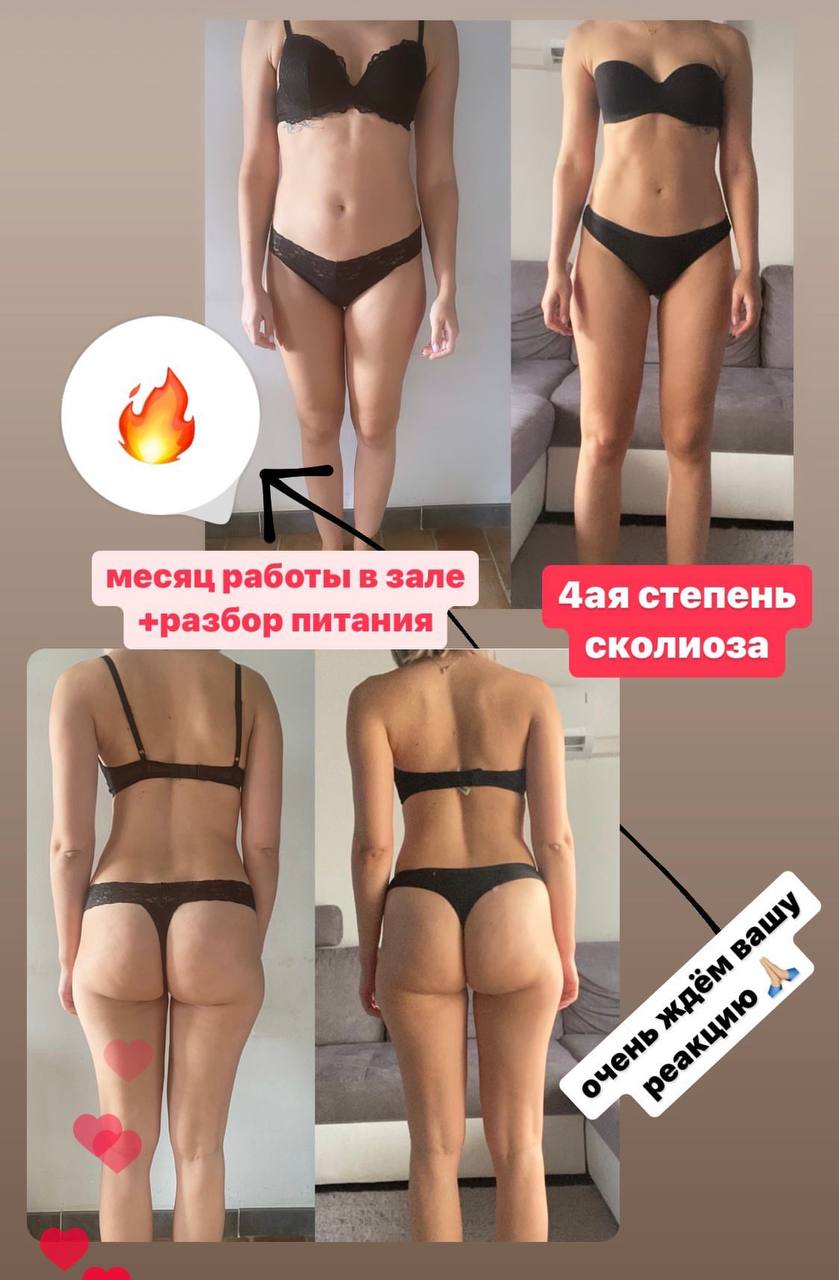 месяц работы в зале
+разбор питания
4ая степень
сколиоза
очень ждём вашу
реакцию 🙏🏼